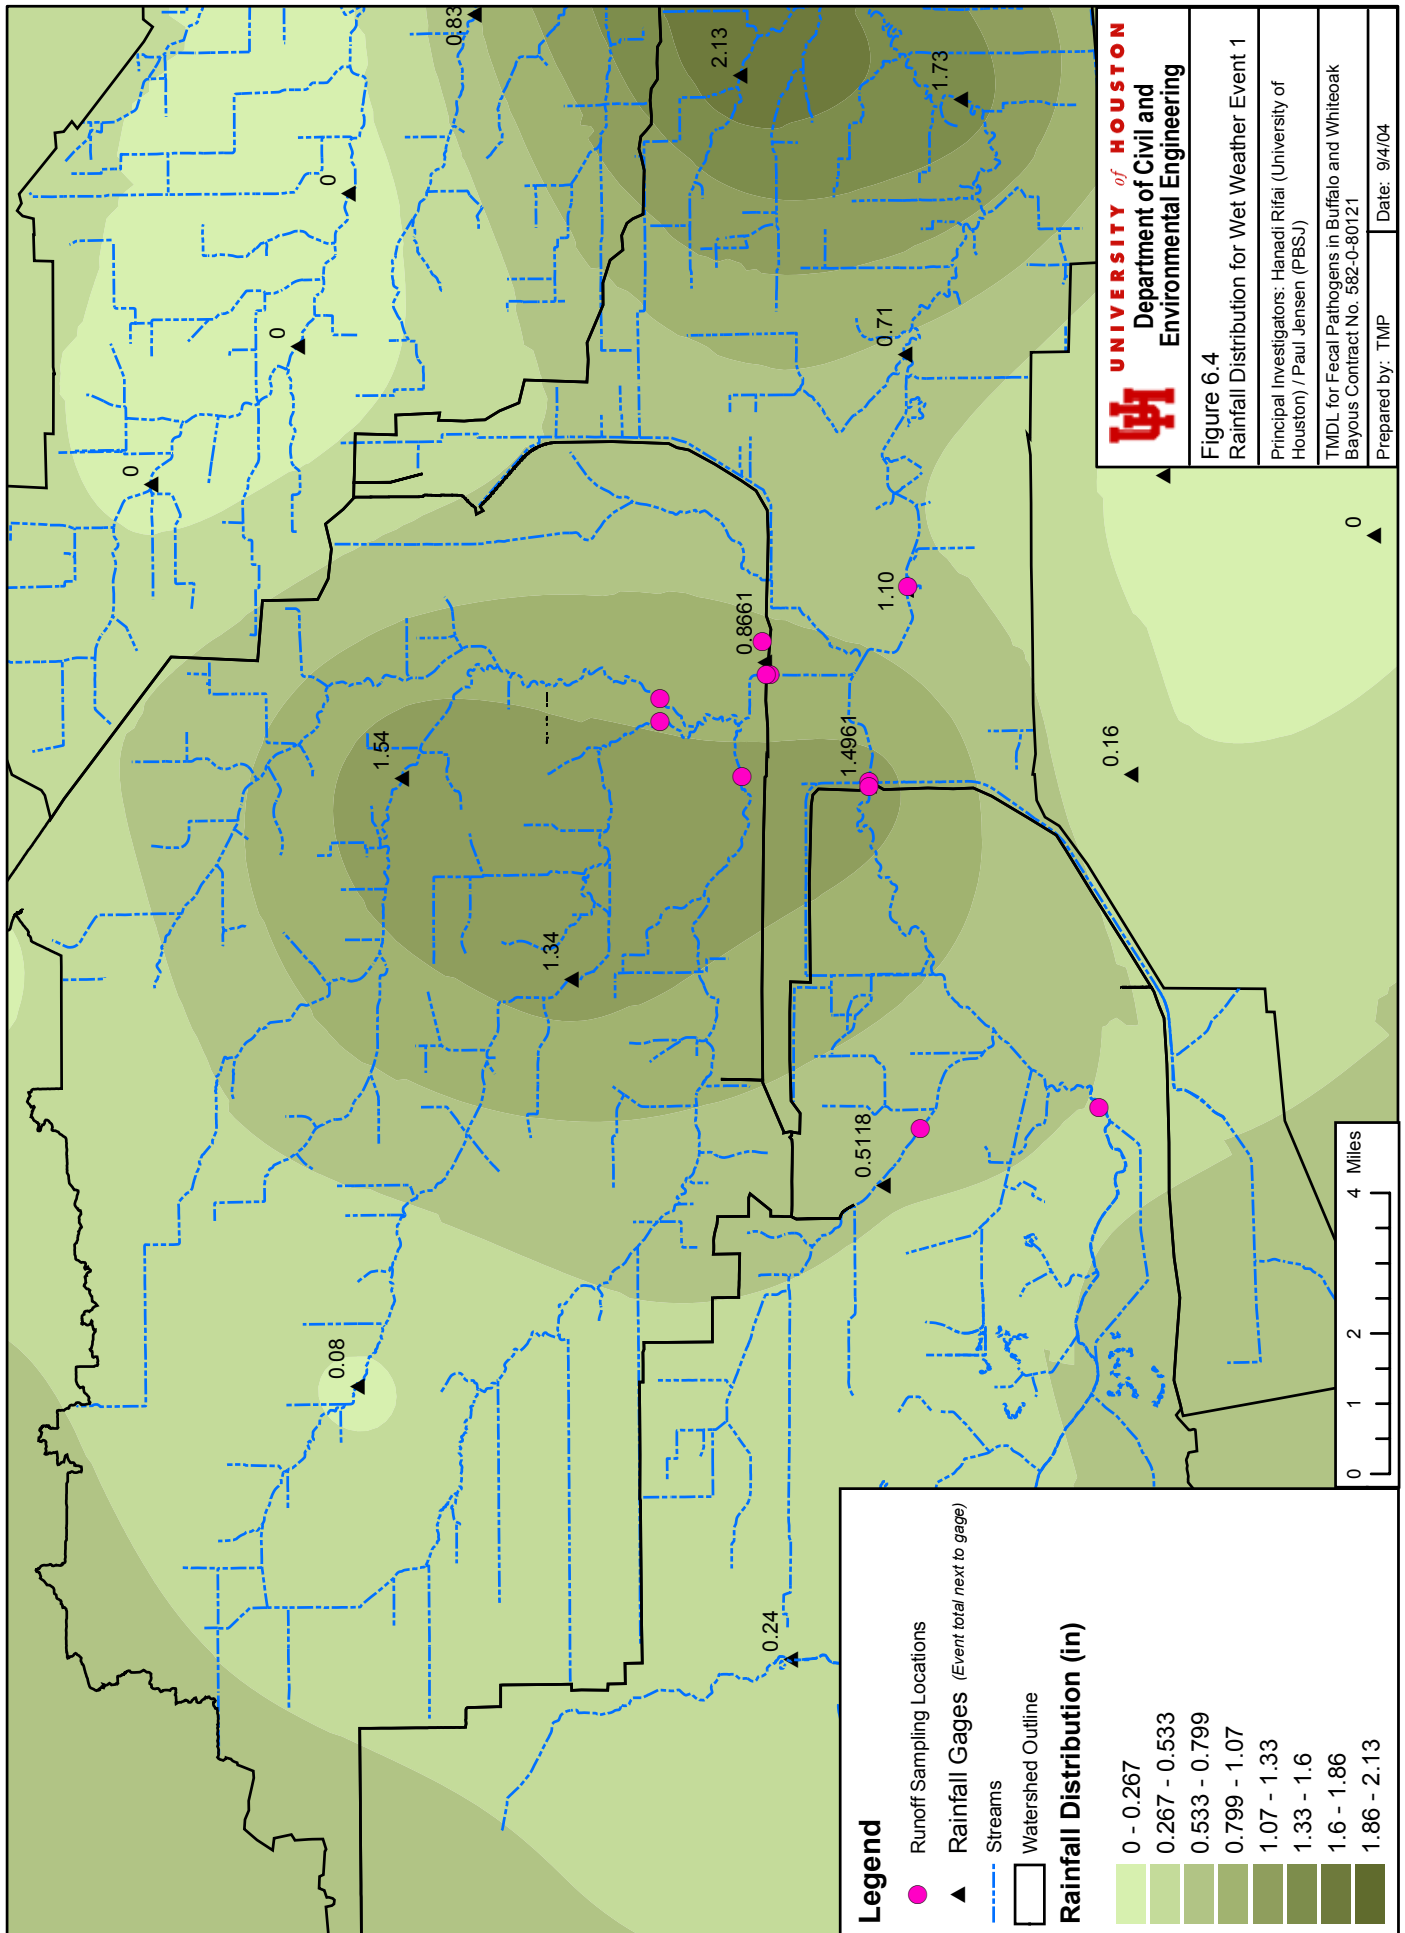 0.83
2.13
1.73
0
0
0
0.71
1.10
0.8661
1.54
1.4961
1.34
0.16
0
0.5118
0.08
0.24
UNIVERSITY of HOUSTON
Department of Civil and
Environmental Engineering
Figure 6.4
Rainfall Distribution for Wet Weather Event 1
Principal Investigators: Hanadi Rifai (University of
Houston) / Paul Jensen (PBSJ)
TMDL for Fecal Pathogens in Buffalo and Whiteoak
Bayous Contract No. 582-0-80121
Prepared by: TMP
Date: 9/4/04
Legend
Runoff Sampling Locations
Rainfall Gages (Event total next to gage)
Streams
Watershed Outline
Rainfall Distribution (in)
0 - 0.267
0.267 - 0.533
0.533 - 0.799
0.799 - 1.07
1.07 - 1.33
1.33 - 1.6
1.6 - 1.86
1.86 - 2.13
0 1 2 4 Miles